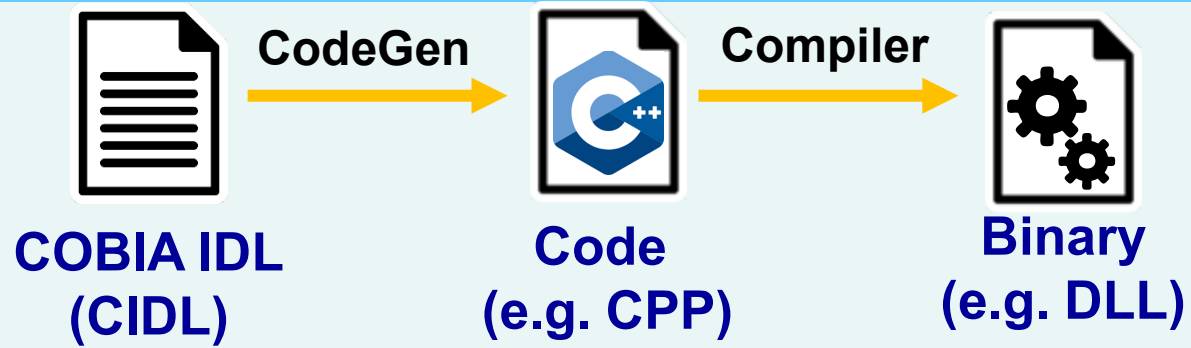 CodeGen
Compiler
C++
COBIA IDL
(CIDL)
Code
(e.g. CPP)
Binary
(e.g. DLL)